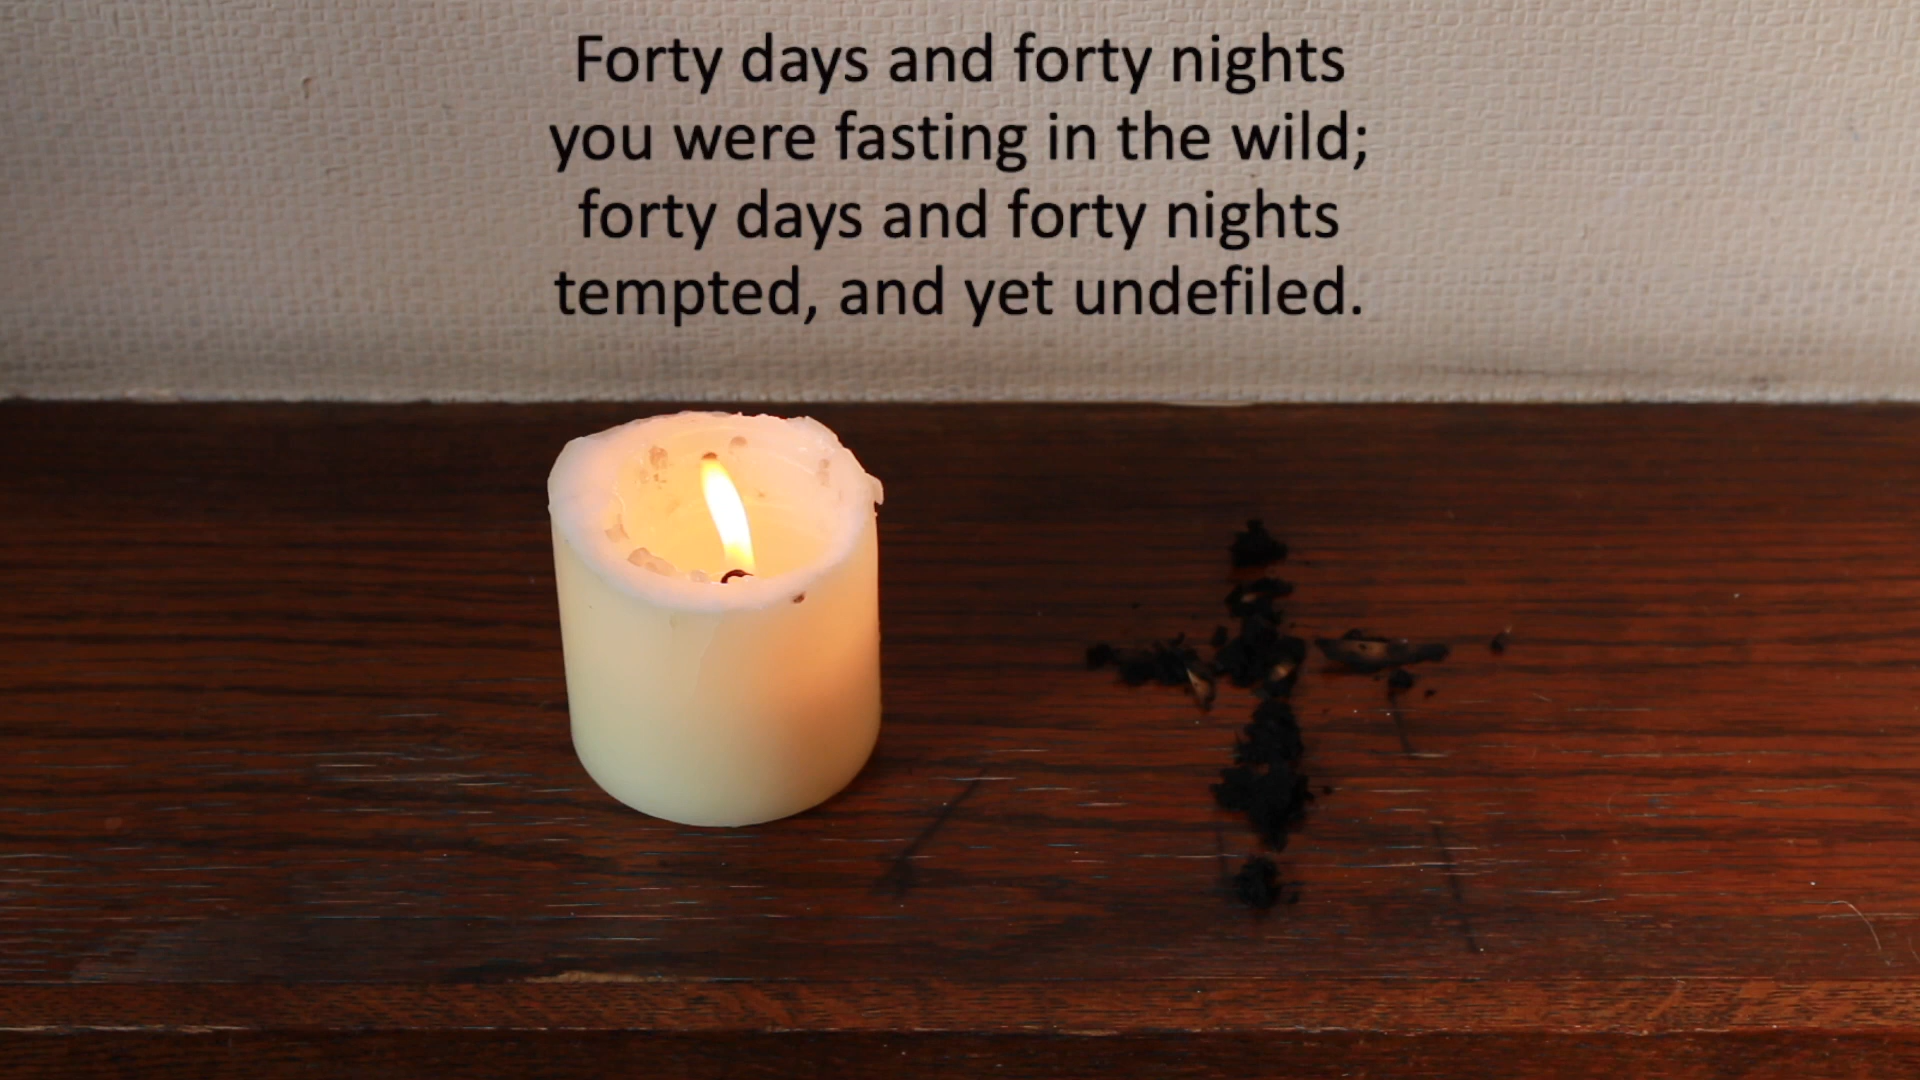 Forty days and forty nights
you were fasting in the wild;
forty days and forty nights
tempted, and yet undefiled.